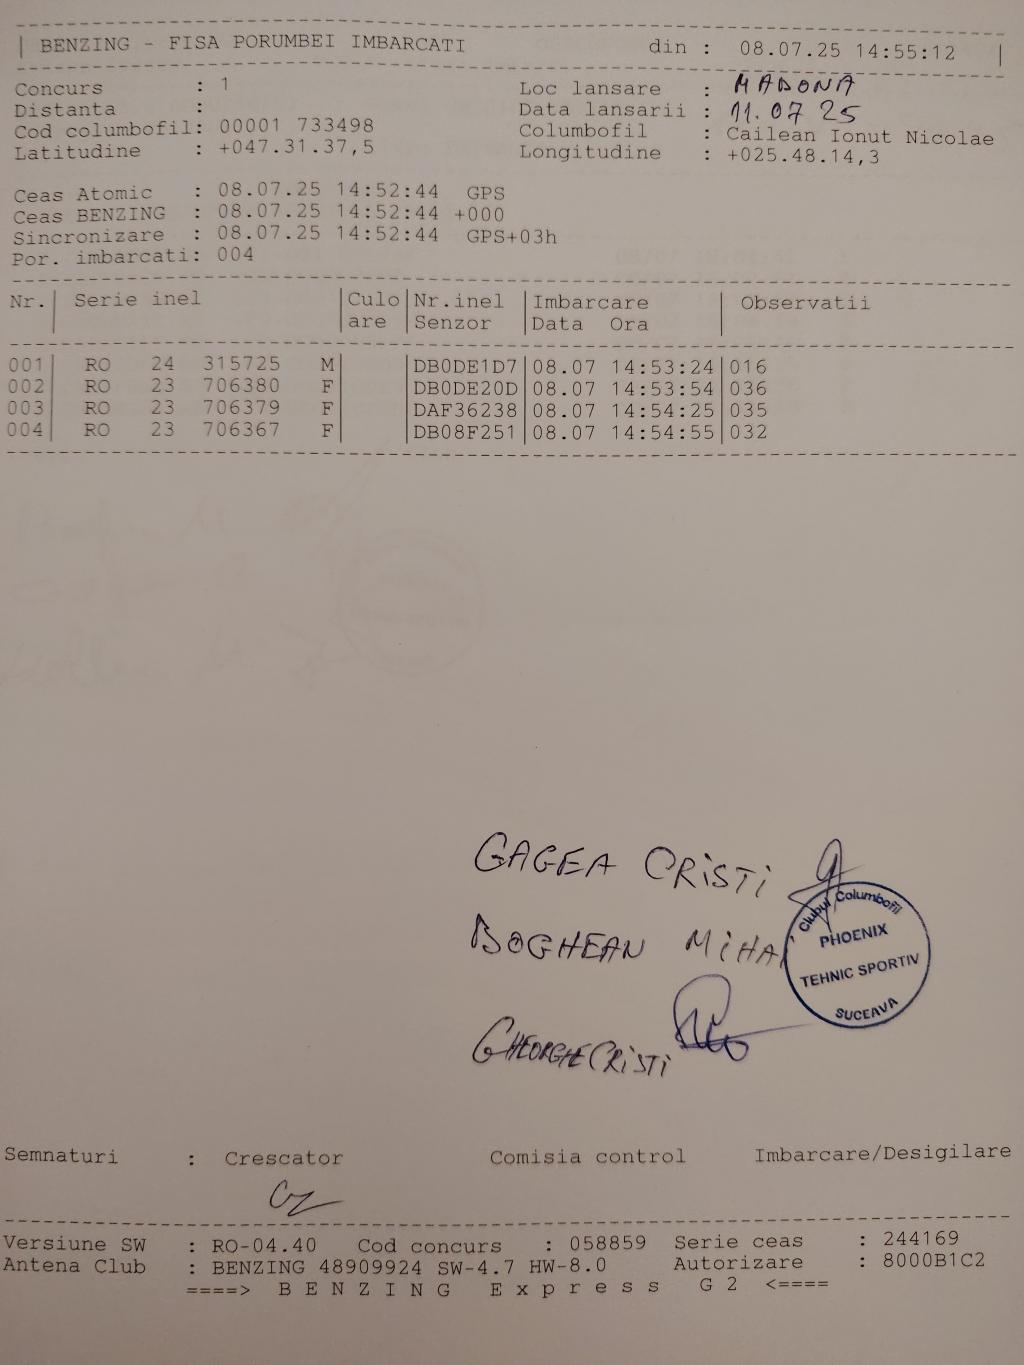 | BENZING - FISA PORUMBEI IMBARCATI din : 08.07.25 14:55:12 |
Concurs : 1 Loc lansare : MADONA
Distanta : Data lansarii : 11.07 25
Cod columbofil: 00001 733498 Columbofil : Cailean Ionut Nicolae
Latitudine : +047.31.37,5 Longitudine : +025.48.14,3
Ceas Atomic : 08.07.25 14:52:44 GPS
Ceas BENZING : 08.07.25 14:52:44 +000
Sincronizare : 08.07.25 14:52:44 GPS+03h
Por. imbarcati: 004
Nr.| Serie inel |Culo|Nr.inel |Imbarcare | Observatii
| |are |Senzor |Data Ora |
001| RO 24 315725 M| |DB0DE1D7|08.07 14:53:24|016
002| RO 23 706380 F| |DB0DE20D|08.07 14:53:54|036
003| RO 23 706379 F| |DAF36238|08.07 14:54:25|035
004| RO 23 706367 F| |DB08F251|08.07 14:54:55|032
GAGEA CRISTI
BOGHEAN MIHAI
Clubul Columbofil
PHOENIX
TEHNIC SPORTIV
SUCEAVA
GHEORGHE CRISTI
Semnaturi : Crescator Comisia control Imbarcare/Desigilare
Versiune SW : RO-04.40 Cod concurs : 058859 Serie ceas : 244169
Antena Club : BENZING 48909924 SW-4.7 HW-8.0 Autorizare : 8000B1C2
====> B E N Z I N G E x p r e s s G 2 <====